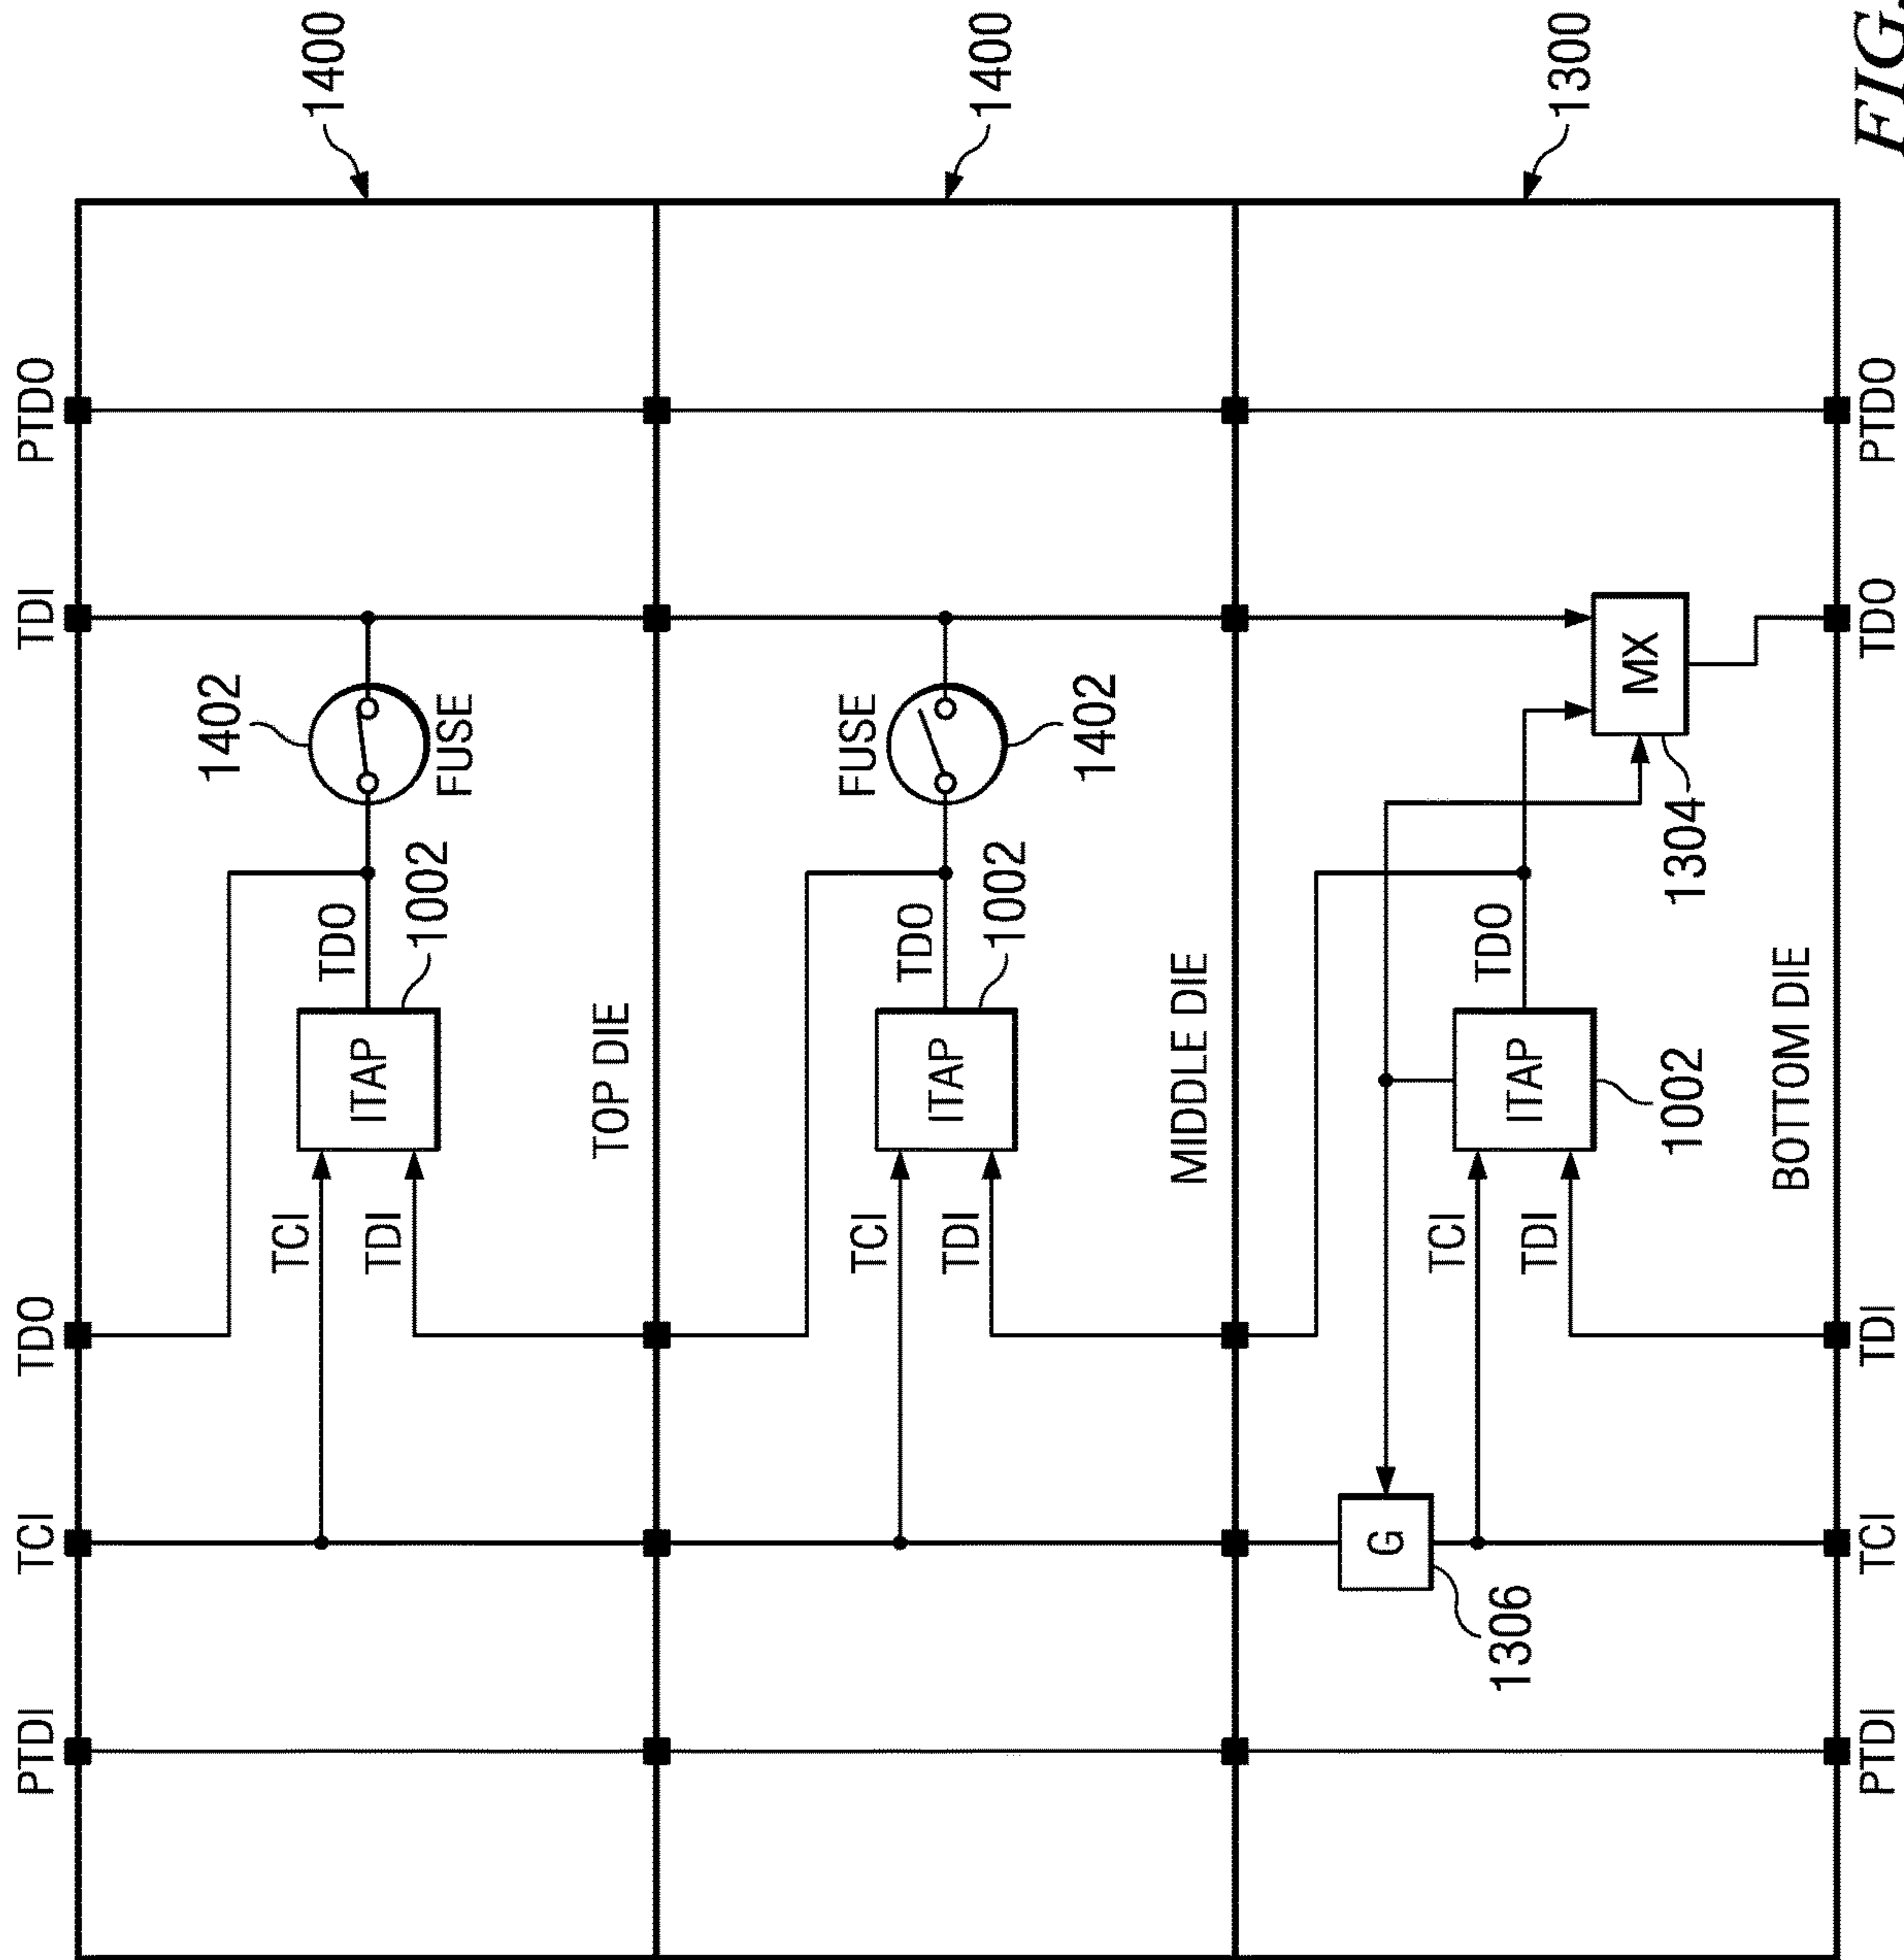 PTDI
TCI
TDO
TDI
PTDO
1402
TCI
1400
TDO
ITAP
TDI
1002
FUSE
TOP DIE
FUSE
TCI
TDO
ITAP
TDI
1400
1002
1402
MIDDLE DIE
G
TCI
TDO
1306
ITAP
TDI
1300
MX
1002
1304
BOTTOM DIE
PTDI
TCI
TDI
TDO
PTDO
FIG.